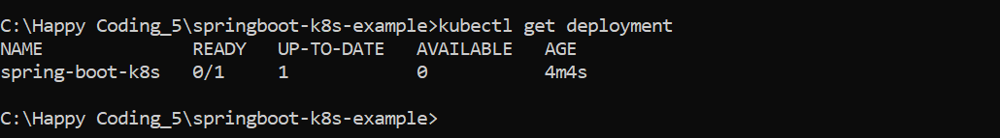 C:\Happy Coding_5\springboot-k8s-example>kubectl get deployment
NAME             READY   UP-TO-DATE   AVAILABLE   AGE
spring-boot-k8s   0/1     1            0           4m4s
C:\Happy Coding_5\springboot-k8s-example>